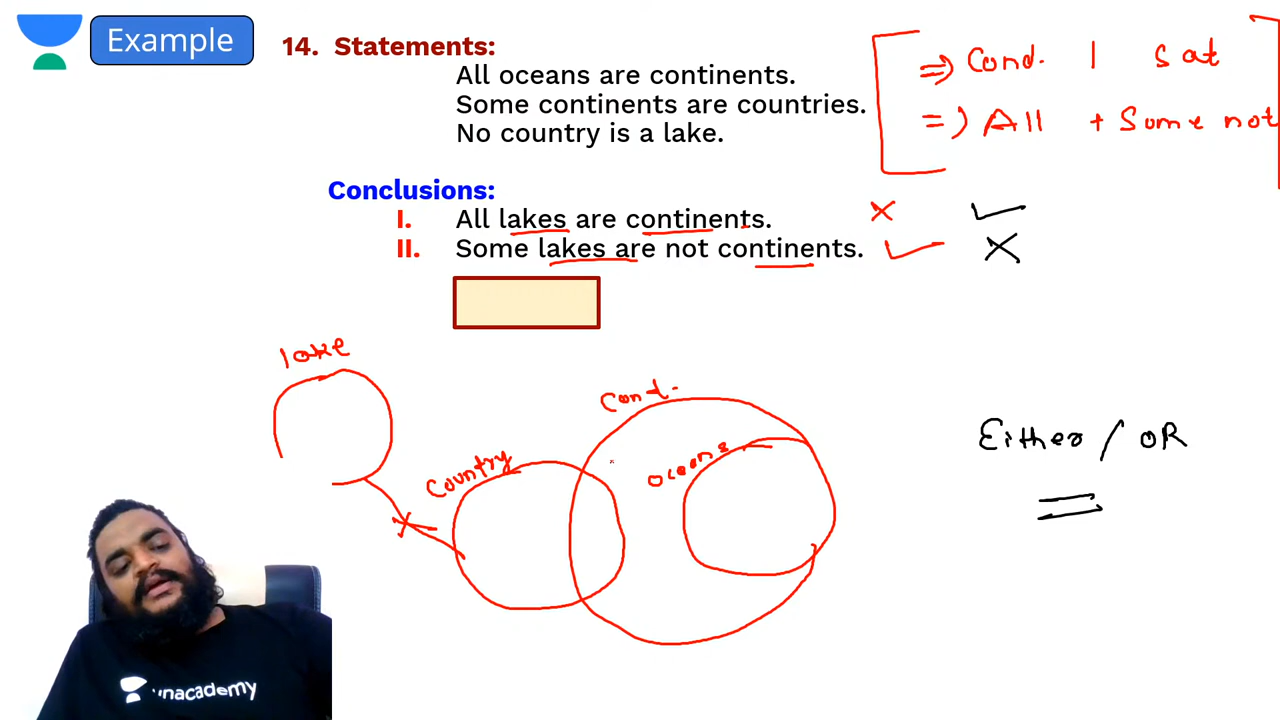 Example
14. Statements:
All oceans are continents.
Some continents are countries.
No country is a lake.
=> Cond. 1 sat
=> All + Some not
Conclusions:
I. All lakes are continents.
II. Some lakes are not continents.
lake
Cont.
Country
Oceans
Either / OR
unacademy